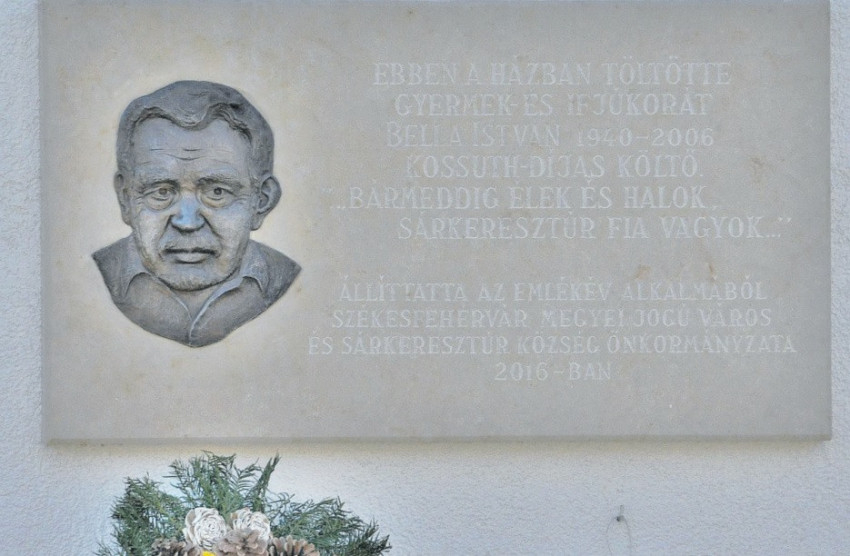 EBBEN A HÁZBAN TÖLTÖTTE
GYERMEK- ÉS IFJÚKORÁT
BELLA ISTVÁN 1940-2006
KOSSUTH-DÍJAS KÖLTŐ.
"...BÁRMEDDIG ÉLEK ÉS HALOK,
SÁRKERESZTÚR FIA VAGYOK..."
ÁLLÍTTATTA AZ EMLÉKÉV ALKALMÁBÓL
SZÉKESFEHÉRVÁR MEGYEI JOGÚ VÁROS
ÉS SÁRKERESZTÚR KÖZSÉG ÖNKORMÁNYZATA
2016-BAN